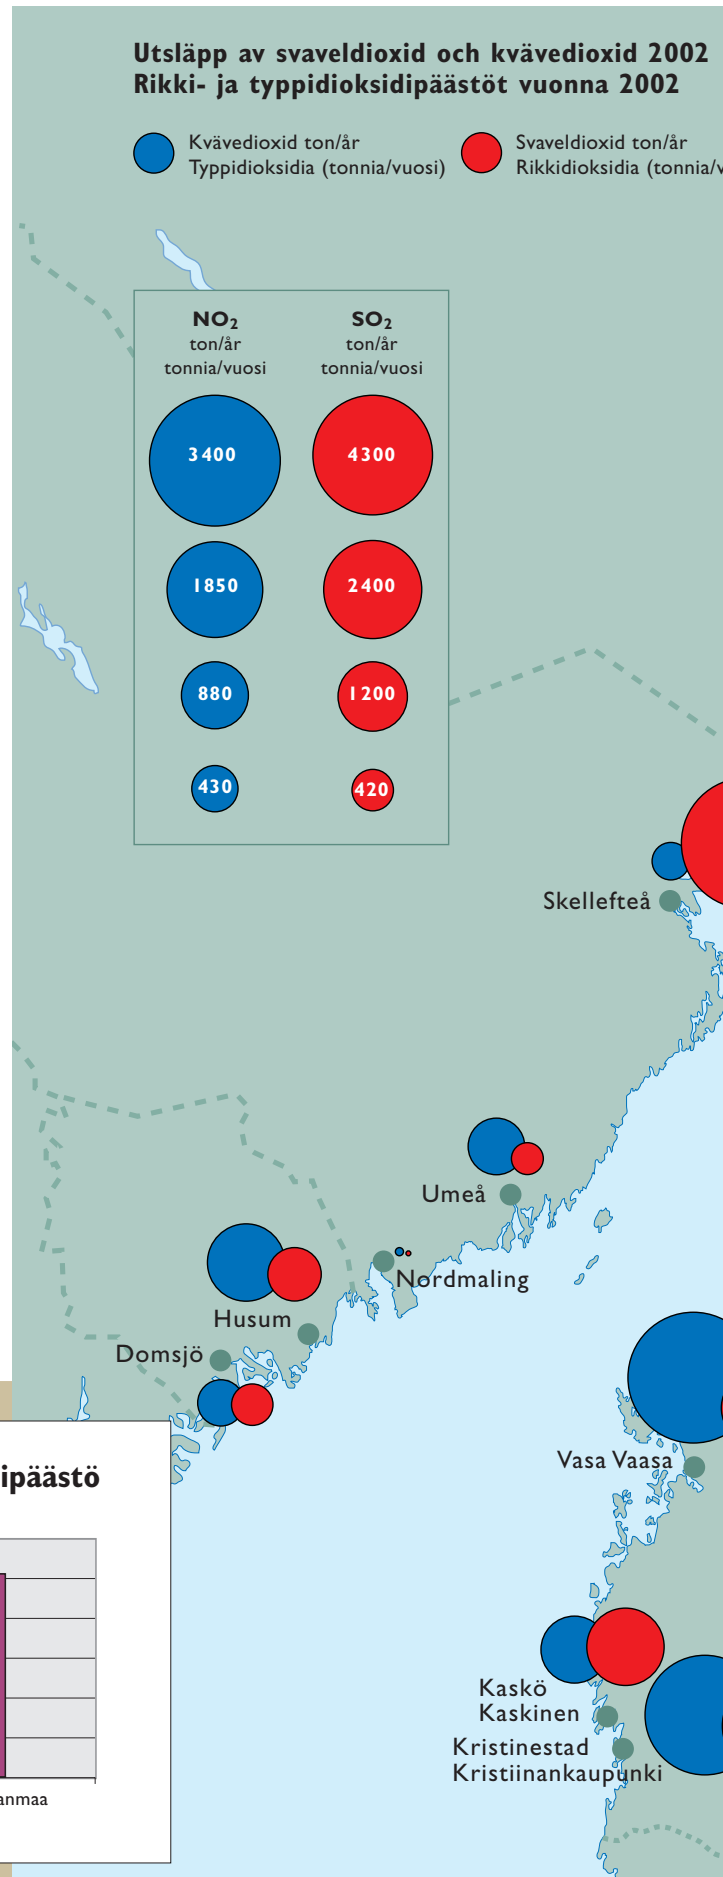 Utsläpp av svaveldioxid och kvävedioxid 2002
Rikki- ja typpidioksidipäästöt vuonna 2002
Kvävedioxid ton/år
Typpidioksidia (tonnia/vuosi)
Svaveldioxid ton/år
Rikkidioksidia (tonnia/v
NO₂
ton/år
tonnia/vuosi
SO₂
ton/år
tonnia/vuosi
3400
4300
1850
2400
880
1200
430
420
Skellefteå
Umeå
Nordmaling
Husum
Domsjö
Vasa Vaasa
ipäästö
Kaskö
Kaskinen
Kristinestad
Kristiinankaupunki
anmaa